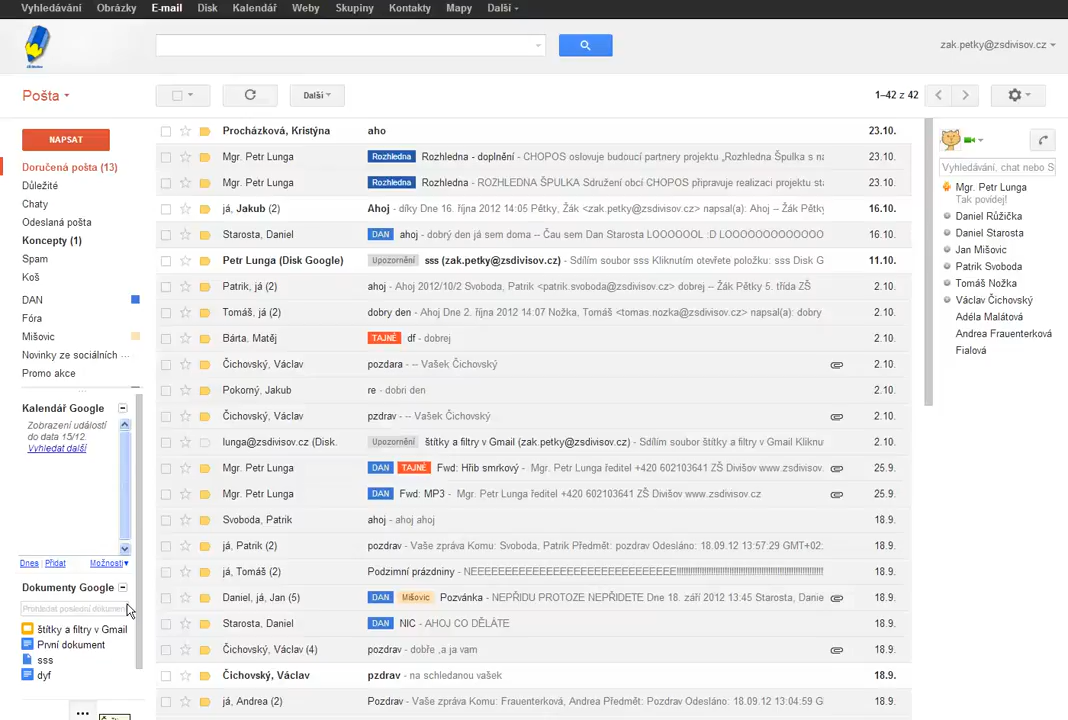 Vyhledávání Obrázky E-mail Disk Kalendář Weby Skupiny Kontakty Mapy Další
zak.petky@zsdivisov.cz
Pošta
Další
1–42 z 42
NAPSAT
Doručená pošta (13)
Důležité
Chaty
Odeslaná pošta
Koncepty (1)
Spam
Koš
DAN
Fóra
Mišovic
Novinky ze sociálních ...
Promo akce
Kalendář Google
Zobrazení událostí
do data 15/12.
Vyhledat další
Dnes Přidat Možnosti
Dokumenty Google
Prohledat poslední dokumen
štítky a filtry v Gmail
První dokument
sss
dyf
Procházková, Kristýna aho 23.10.
Mgr. Petr Lunga Rozhledna Rozhledna - doplnění - CHOPOS oslovuje budoucí partnery projektu „Rozhledna Špulka s na 23.10.
Mgr. Petr Lunga Rozhledna Rozhledna - ROZHLEDNA ŠPULKA Sdružení obcí CHOPOS připravuje realizaci projektu sta 23.10.
já, Jakub (2) Ahoj - díky Dne 16. října 2012 14:05 Pětky, Žák <zak.petky@zsdivisov.cz> napsal(a): Ahoj -- Žák Pětky 16.10.
Starosta, Daniel DAN ahoj - dobrý den já sem doma -- Čau sem Dan Starosta LOOOOOOL :D LOOOOOOOOOOOOO 16.10.
Petr Lunga (Disk Google) Upozornění sss (zak.petky@zsdivisov.cz) - Sdílím soubor sss Kliknutím otevřete položku: sss Disk G 11.10.
Patrik, já (2) ahoj - Ahoj 2012/10/2 Svoboda, Patrik <patrik.svoboda@zsdivisov.cz> dobrej -- Žák Pětky 5. třída ZŠ 2.10.
Tomáš, já (2) dobry den - Ahoj Dne 2. října 2012 14:07 Nožka, Tomáš <tomas.nozka@zsdivisov.cz> napsal(a): dobry 2.10.
Bárta, Matěj TAJNÉ df - dobrej 2.10.
Čichovský, Václav pozdara - -- Vašek Čichovský 2.10.
Pokorný, Jakub re - dobri den 2.10.
Čichovský, Václav pzdrav - -- Vašek Čichovský 2.10.
lunga@zsdivisov.cz (Disk. Upozornění štítky a filtry v Gmail (zak.petky@zsdivisov.cz) - Sdílím soubor štítky a filtry v Gmail Kliknu 2.10.
Mgr. Petr Lunga DAN TAJNÉ Fwd: Hřib smrkový - Mgr. Petr Lunga ředitel +420 602103641 ZŠ Divišov www.zsdivisov. 25.9.
Mgr. Petr Lunga DAN Fwd: MP3 - Mgr. Petr Lunga ředitel +420 602103641 ZŠ Divišov www.zsdivisov.cz 25.9.
Svoboda, Patrik ahoj - ahoj ahoj 18.9.
já, Patrik (2) pozdrav - Vaše zpráva Komu: Svoboda, Patrik Předmět: pozdrav Odesláno: 18.09.12 13:57:29 GMT+02: 18.9.
já, Tomáš (2) Podzimní prázdniny - 18.9.
Daniel, já, Jan (5) DAN Mišovic Pozvánka - NEPŘIDU PROTOZE NEPŘIDETE Dne 18. září 2012 13:45 Starosta, Danie 18.9.
Starosta, Daniel DAN NIC - AHOJ CO DĚLÁTE 18.9.
Čichovský, Václav (4) pozdrav - dobře ,a ja vam 18.9.
Čichovský, Václav pzdrav - na schledanou vašek 18.9.
já, Andrea (2) Pozdrav - Vaše zpráva Komu: Frauenterková, Andrea Předmět: Pozdrav Odesláno: 18.09.12 13:04:59 G 18.9.
Vyhledávání, chat nebo S
Mgr. Petr Lunga
Tak povídej!
Daniel Růžička
Daniel Starosta
Jan Mišovic
Patrik Svoboda
Tomáš Nožka
Václav Čichovský
Adéla Malátová
Andrea Frauenterková
Fialová